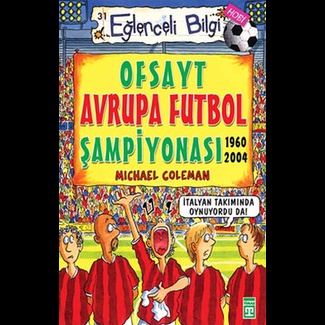 31
Eğlenceli Bilgi
HOBİ
OFSAYT
AVRUPA FUTBOL
ŞAMPİYONASI 1960
2004
MICHAEL COLEMAN
İTALYAN TAKIMINDA
OYNUYORDU DA!